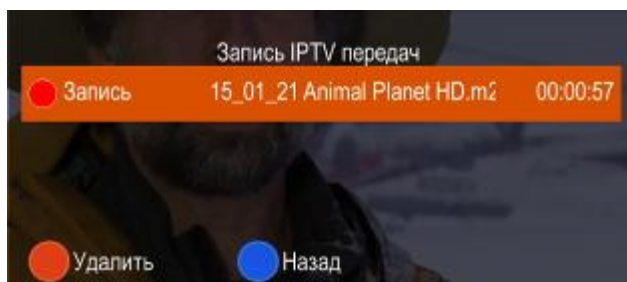 Запись IPTV передач
Запись 15_01_21 Animal Planet HD.m2 00:00:57
Удалить Назад